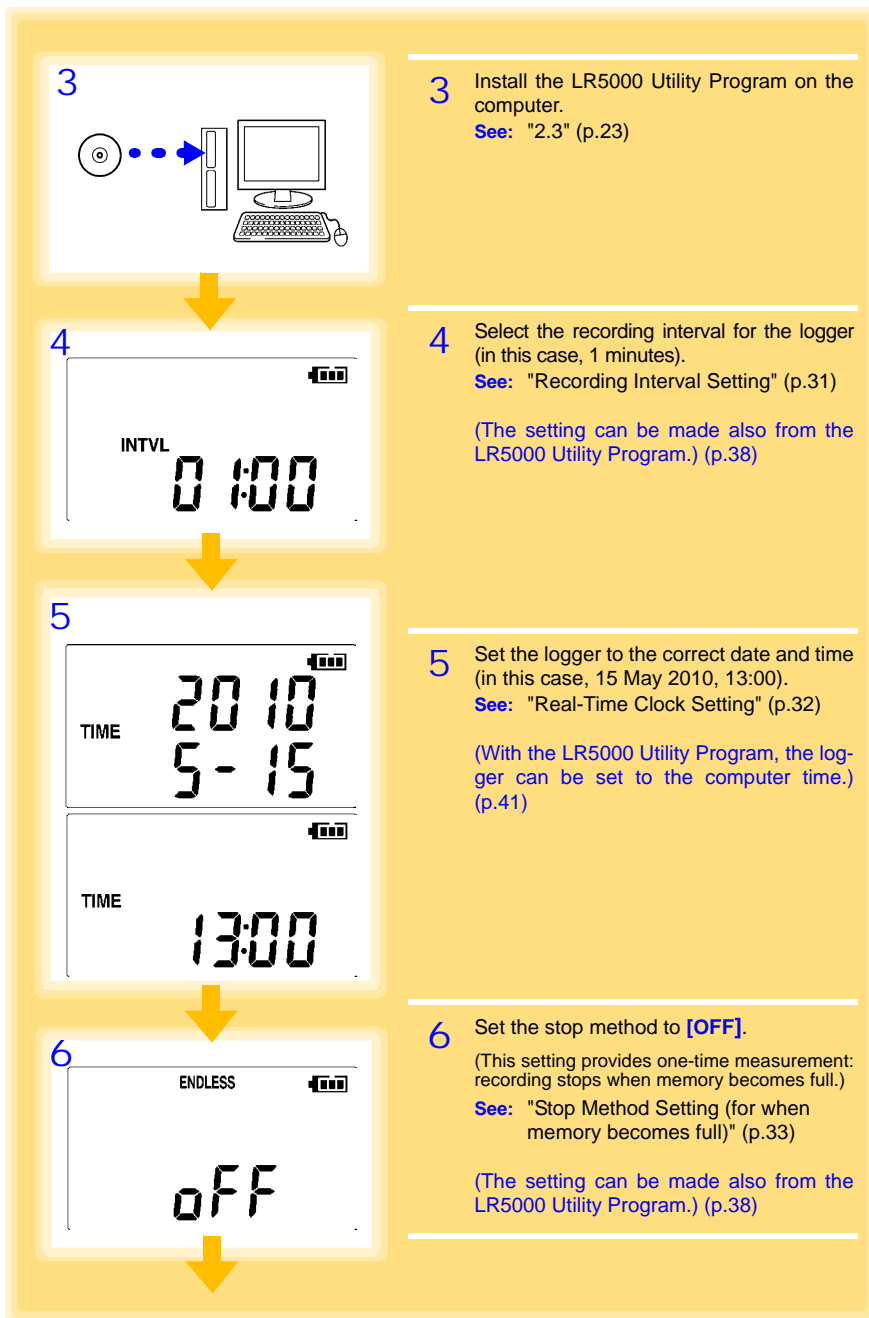 3
3 Install the LR5000 Utility Program on the
computer.
See: "2.3" (p.23)
4
INTVL
01:00
4 Select the recording interval for the logger
(in this case, 1 minutes).
See: "Recording Interval Setting" (p.31)
(The setting can be made also from the
LR5000 Utility Program.) (p.38)
5
2010
TIME
5-15
TIME
13:00
5 Set the logger to the correct date and time
(in this case, 15 May 2010, 13:00).
See: "Real-Time Clock Setting" (p.32)
(With the LR5000 Utility Program, the log-
ger can be set to the computer time.)
(p.41)
6
ENDLESS
oFF
6 Set the stop method to [OFF].
(This setting provides one-time measurement:
recording stops when memory becomes full.)
See: "Stop Method Setting (for when
memory becomes full)" (p.33)
(The setting can be made also from the
LR5000 Utility Program.) (p.38)